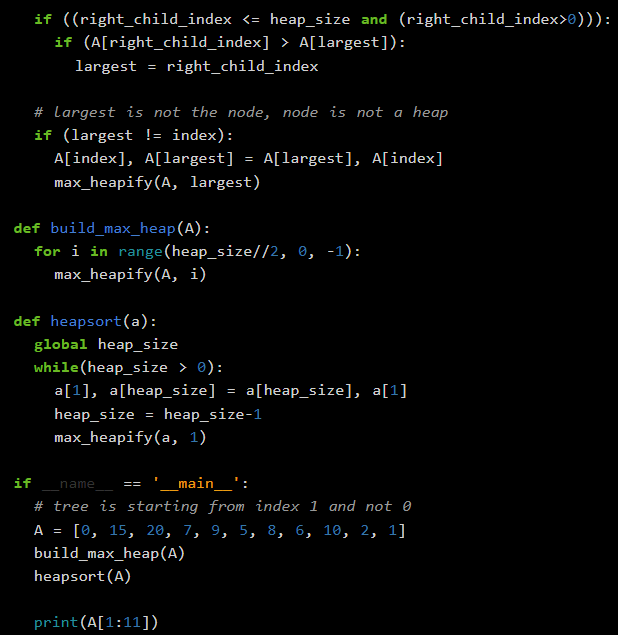 if ((right_child_index <= heap_size and (right_child_index>0))):
if (A[right_child_index] > A[largest]):
largest = right_child_index
# largest is not the node, node is not a heap
if (largest != index):
A[index], A[largest] = A[largest], A[index]
max_heapify(A, largest)
def build_max_heap(A):
for i in range(heap_size//2, 0, -1):
max_heapify(A, i)
def heapsort(a):
global heap_size
while(heap_size > 0):
a[1], a[heap_size] = a[heap_size], a[1]
heap_size = heap_size-1
max_heapify(a, 1)
if __name__ == '__main__':
# tree is starting from index 1 and not 0
A = [0, 15, 20, 7, 9, 5, 8, 6, 10, 2, 1]
build_max_heap(A)
heapsort(A)
print(A[1:11])